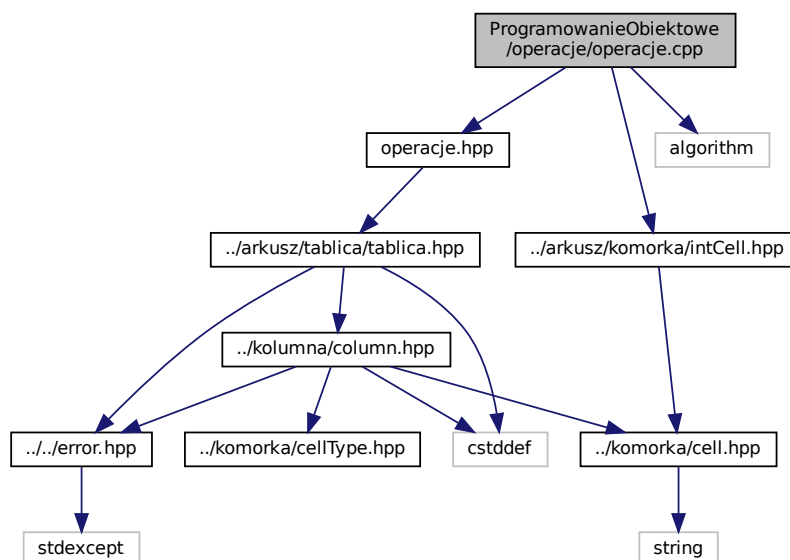 ProgramowanieObiektowe
/operacje/operacje.cpp
operacje.hpp
algorithm
../arkusz/tablica/tablica.hpp
../arkusz/komorka/intCell.hpp
../kolumna/column.hpp
../../error.hpp
../komorka/cellType.hpp
cstddef
../komorka/cell.hpp
stdexcept
string